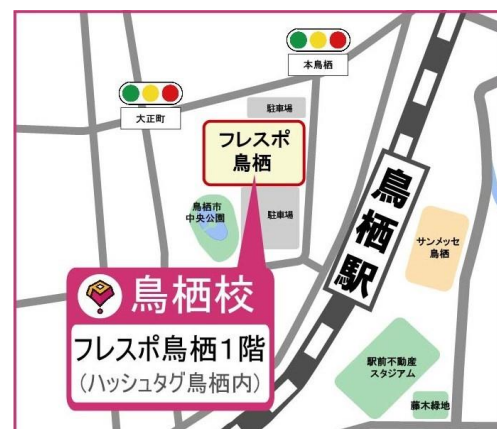 本鳥栖
大正町
駐車場
フレスポ
鳥栖
鳥栖市
中央公園
駐車場
鳥栖駅
サンメッセ
鳥栖
鳥栖校
フレスポ鳥栖1階
(ハッシュタグ鳥栖内)
駅前不動産
スタジアム
藤木緑地